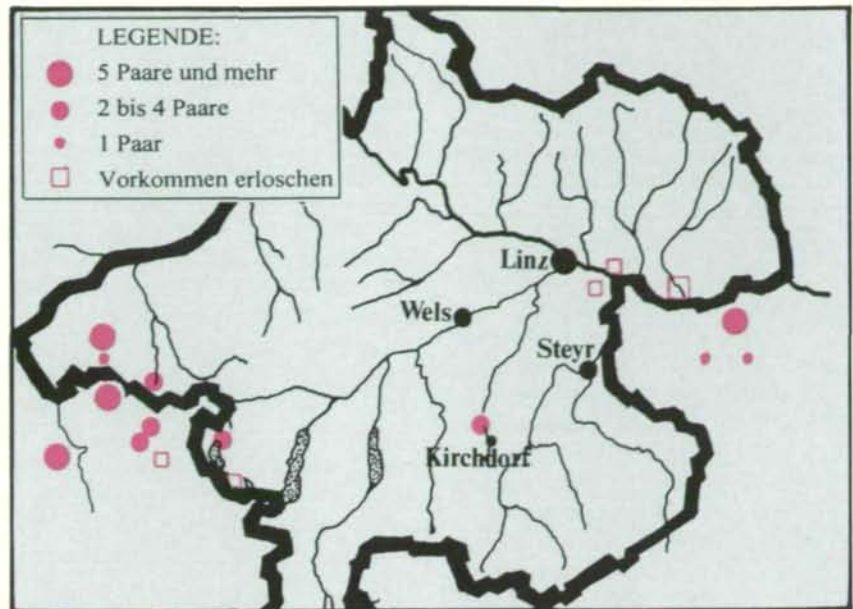 LEGENDE:
5 Paare und mehr
2 bis 4 Paare
1 Paar
Vorkommen erloschen
Linz
Wels
Steyr
Kirchdorf